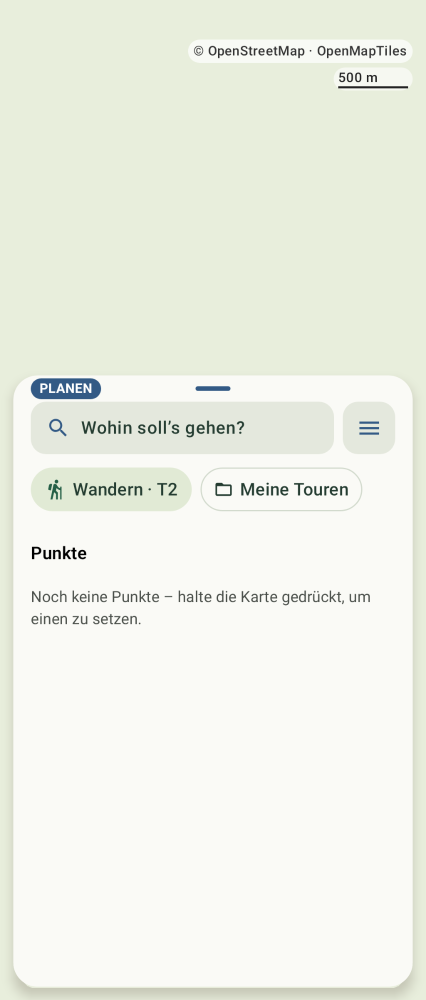 © OpenStreetMap · OpenMapTiles
500 m
PLANEN
Wohin soll’s gehen?
Wandern · T2
Meine Touren
Punkte
Noch keine Punkte – halte die Karte gedrückt, um
einen zu setzen.